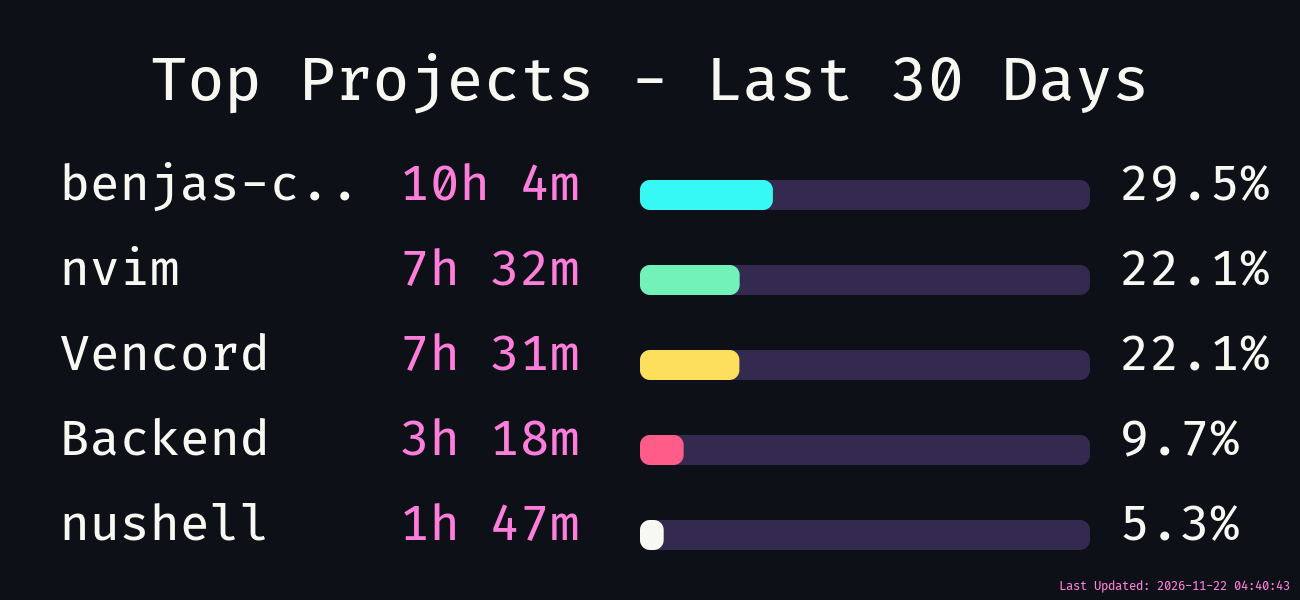 Top Projects - Last 30 Days
benjas-c.. 10h 4m 29.5%
nvim 7h 32m 22.1%
Vencord 7h 31m 22.1%
Backend 3h 18m 9.7%
nushell 1h 47m 5.3%
Last Updated: 2026-11-22 04:40:43